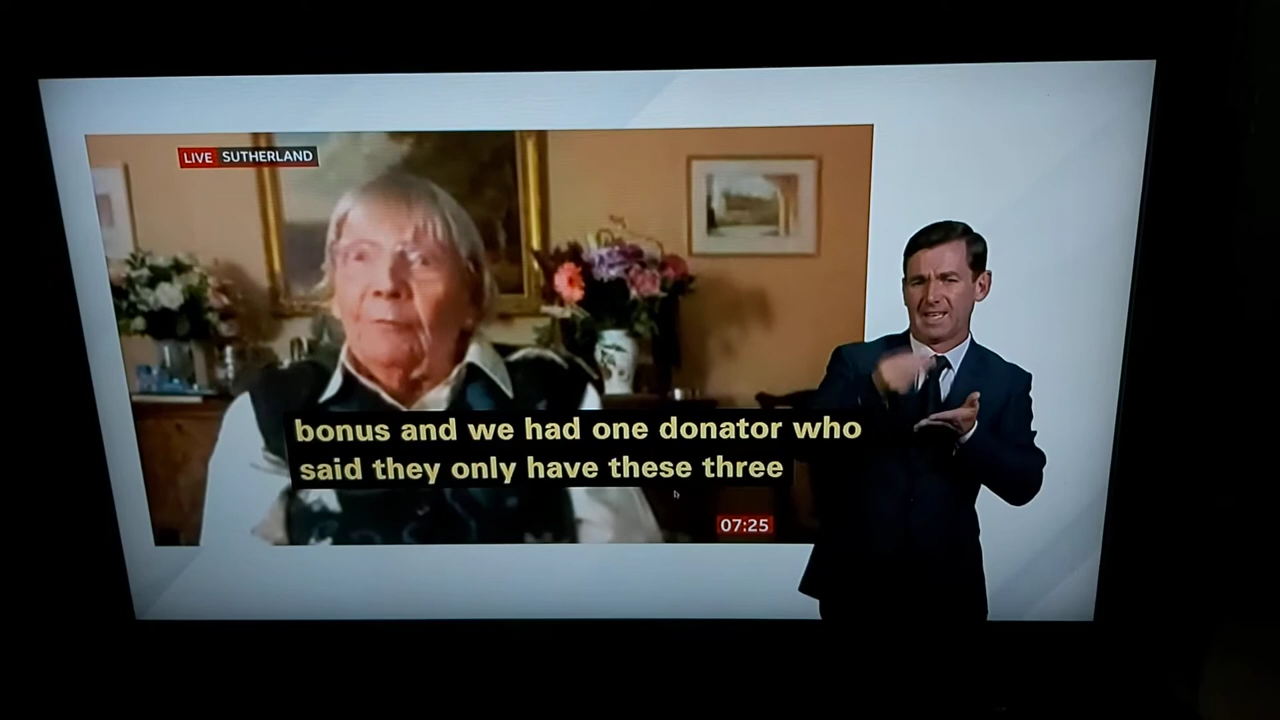 LIVE SUTHERLAND
bonus and we had one donator who
said they only have these three
07:25